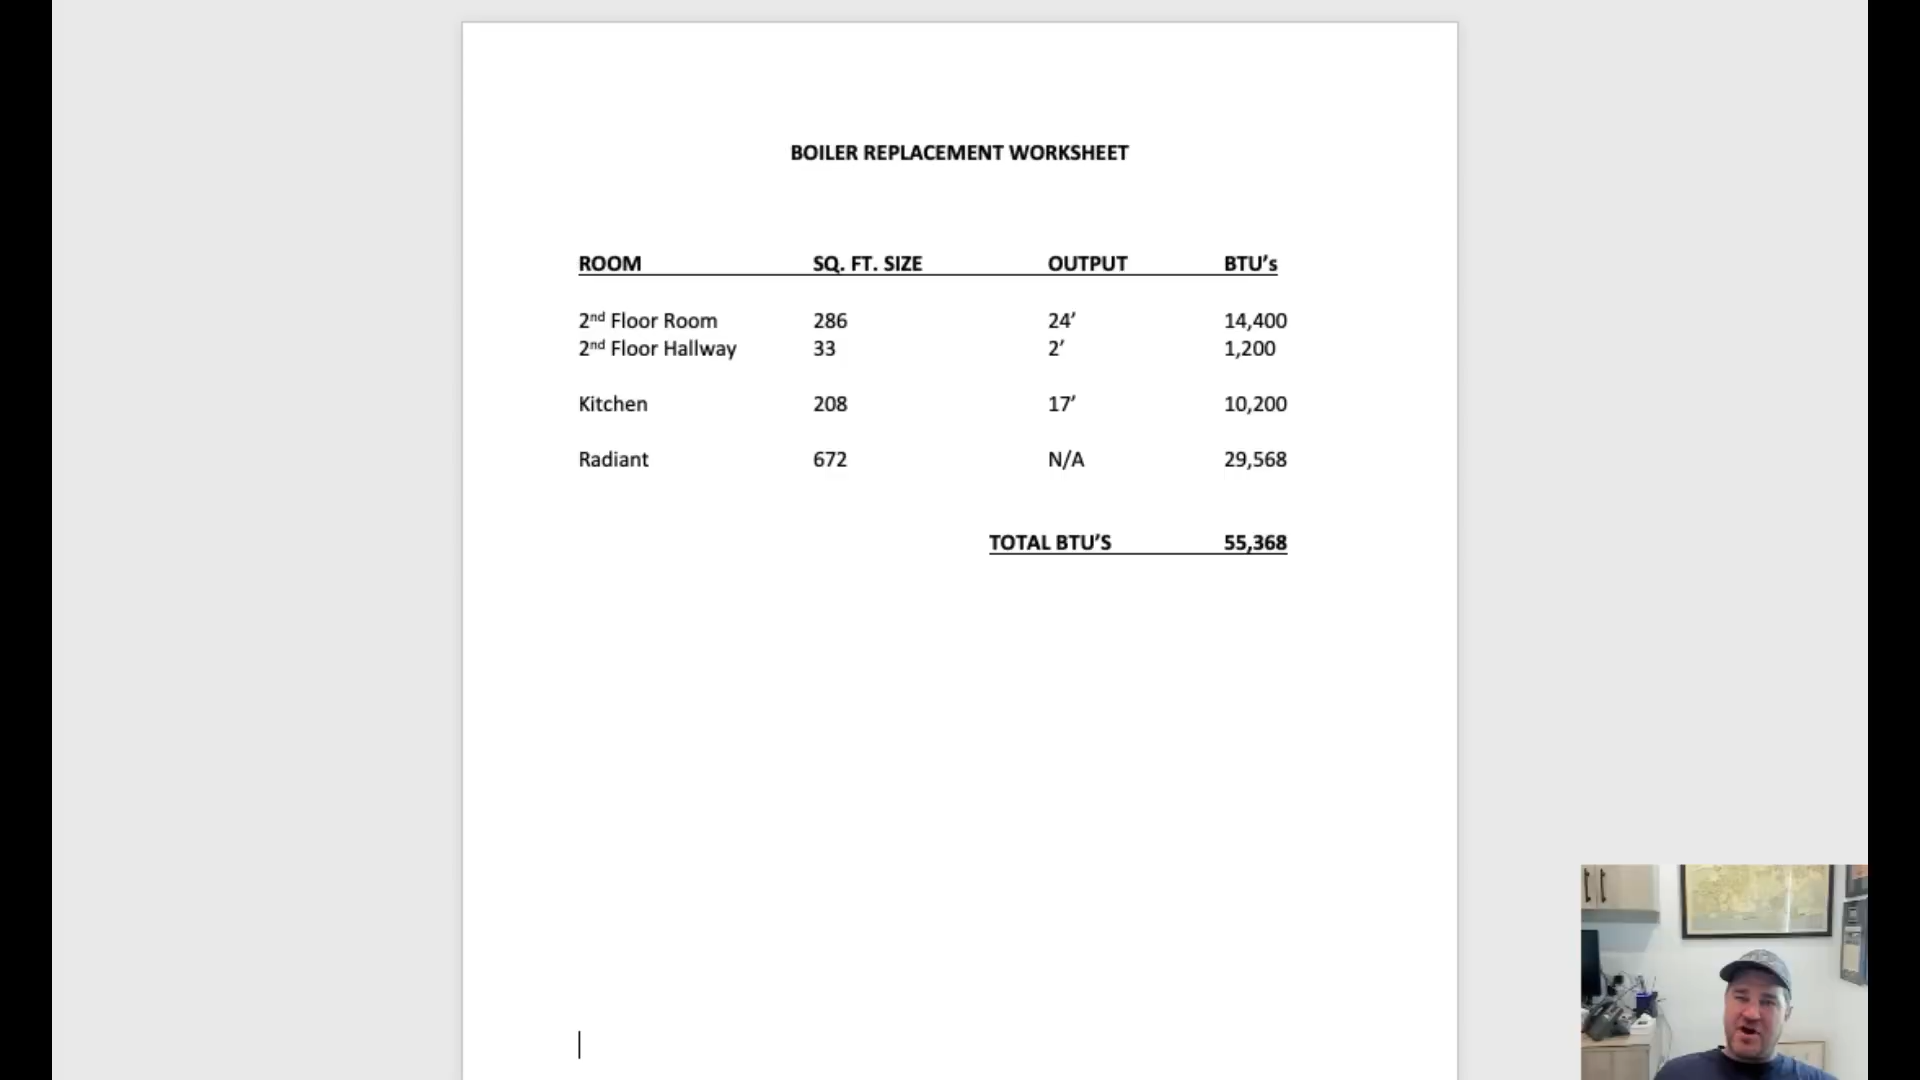 BOILER REPLACEMENT WORKSHEET
ROOM SQ. FT. SIZE OUTPUT BTU’s
2nd Floor Room 286 24’ 14,400
2nd Floor Hallway 33 2’ 1,200
Kitchen 208 17’ 10,200
Radiant 672 N/A 29,568
TOTAL BTU’S 55,368